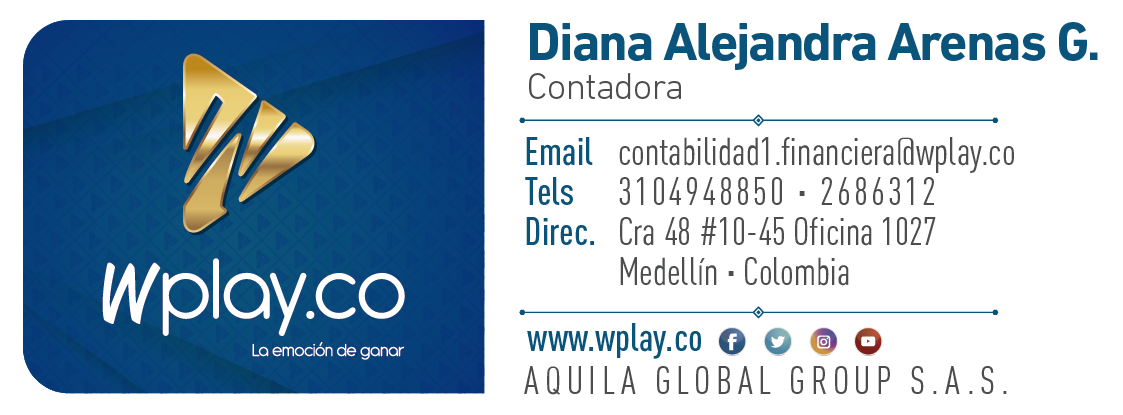 Wplay.co
La emoción de ganar
Diana Alejandra Arenas G.
Contadora
Email contabilidad1.financiera@wplay.co
Tels 3104948850 · 2686312
Direc. Cra 48 #10-45 Oficina 1027
Medellín · Colombia
www.wplay.co
AQUILA GLOBAL GROUP S.A.S.